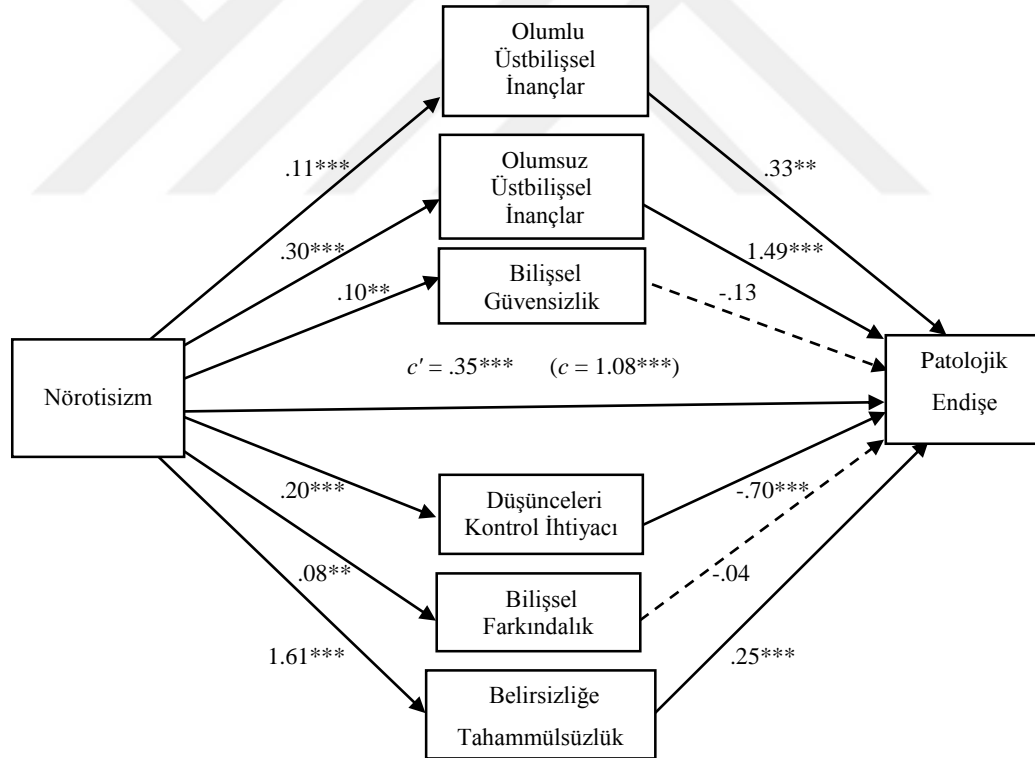 Olumlu
Üstbilişsel
İnançlar
.11***
.33**
Olumsuz
Üstbilişsel
İnançlar
.30***
1.49***
Bilişsel
Güvensizlik
.10**
-.13
Nörotisizm
c' = .35*** (c = 1.08***)
Patolojik
Endişe
.20***
Düşünceleri
Kontrol İhtiyacı
-.70***
.08**
Bilişsel
Farkındalık
-.04
1.61***
Belirsizliğe
Tahammülsüzlük
.25***